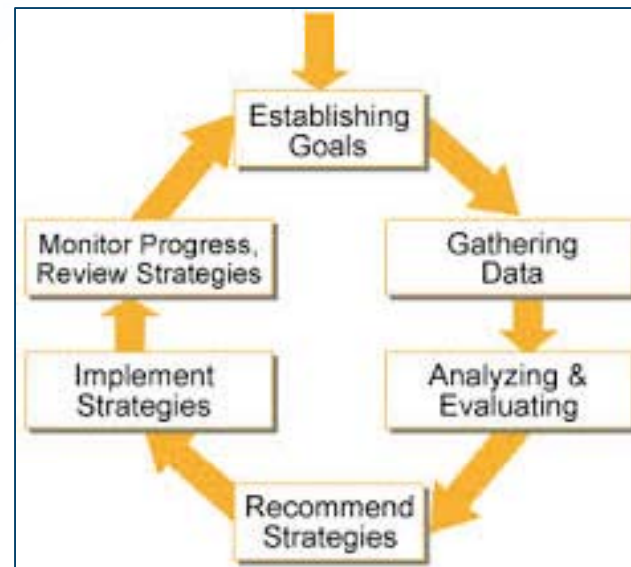 Establishing
Goals
Gathering
Data
Analyzing &
Evaluating
Recommend
Strategies
Implement
Strategies
Monitor Progress,
Review Strategies